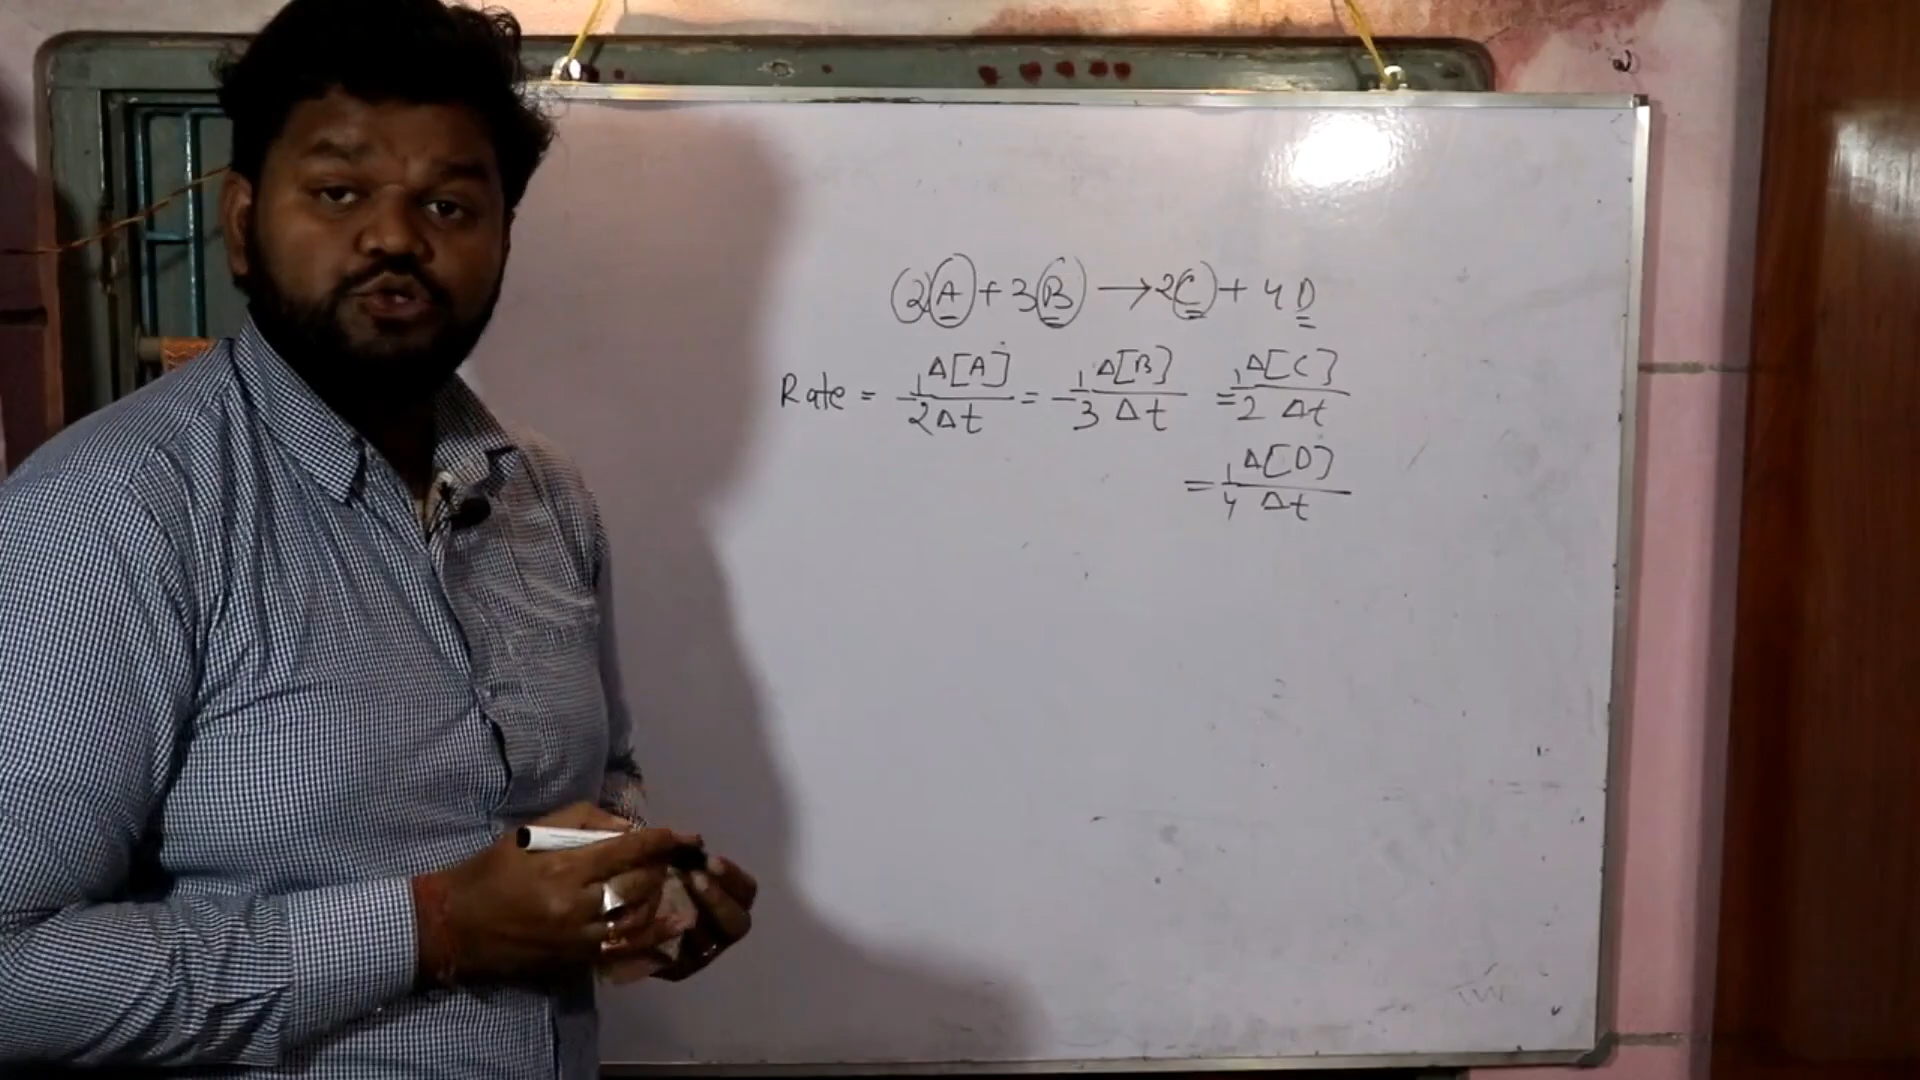 2A + 3B → 2C + 4D
Rate = -1/2 Δ[A]/Δt = -1/3 Δ[B]/Δt = 1/2 Δ[C]/Δt
= 1/4 Δ[D]/Δt